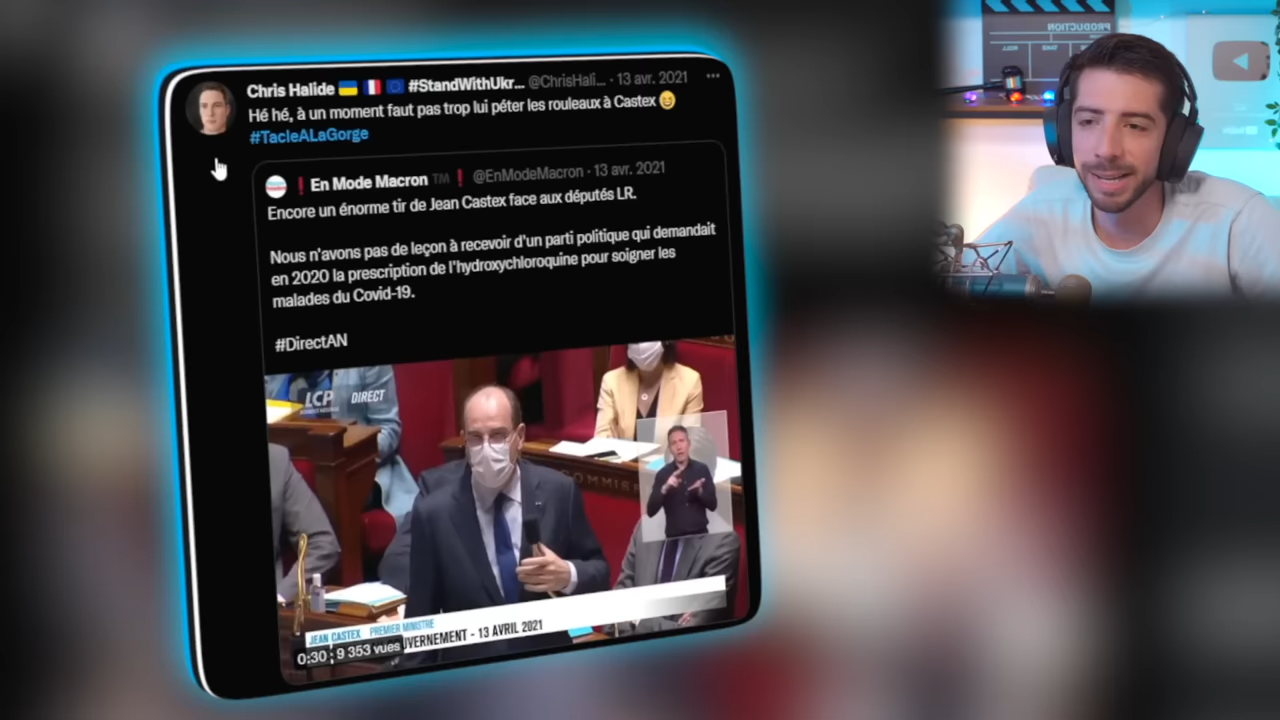 Chris Halide 🇺🇦 🇫🇷 🇪🇺 #StandWithUkr... @ChrisHali... · 13 avr. 2021 ···
Hé hé, à un moment faut pas trop lui péter les rouleaux à Castex 😉
#TacleALaGorge
❗En Mode Macron ™❗ @EnModeMacron · 13 avr. 2021
Encore un énorme tir de Jean Castex face aux députés LR.
Nous n'avons pas de leçon à recevoir d'un parti politique qui demandait
en 2020 la prescription de l'hydroxychloroquine pour soigner les
malades du Covid-19.
#DirectAN
LCP DIRECT
COMMIS
JEAN CASTEX PREMIER MINISTRE
UVERNEMENT - 13 AVRIL 2021
0:30 9 353 vues
PRODUCTION
ROLL TAKE